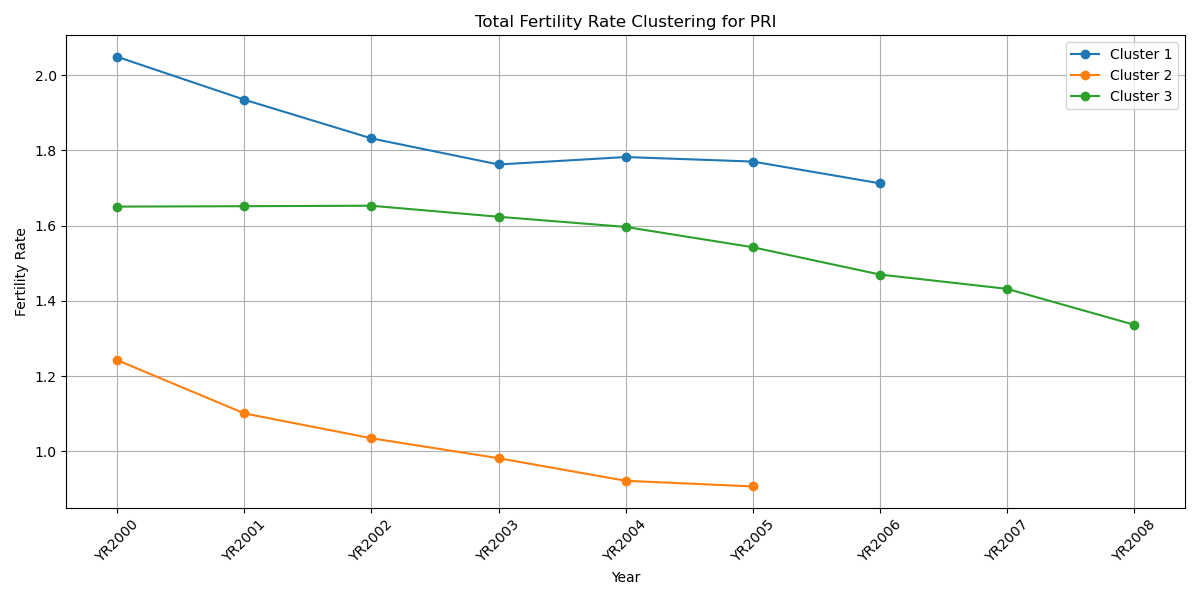 Total Fertility Rate Clustering for PRI
Cluster 1
Cluster 2
Cluster 3
Fertility Rate
2.0
1.8
1.6
1.4
1.2
1.0
YR2000
YR2001
YR2002
YR2003
YR2004
YR2005
YR2006
YR2007
YR2008
Year